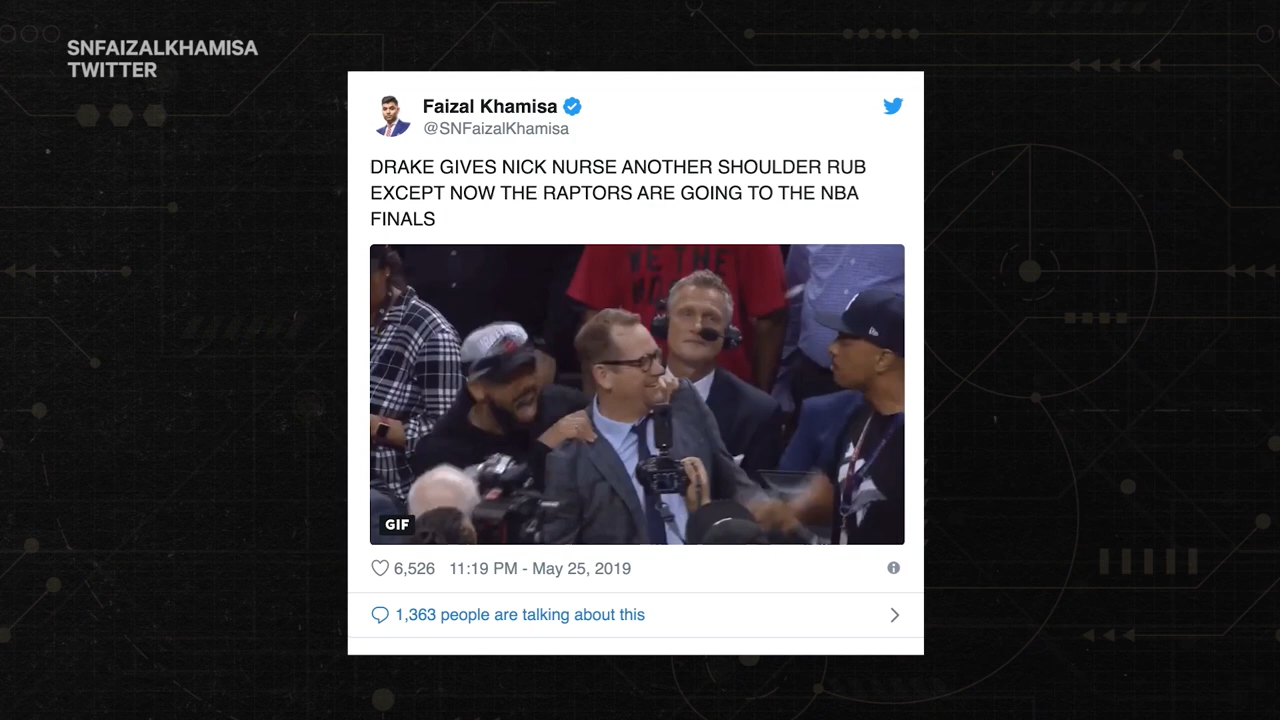 SNFAIZALKHAMISA
TWITTER
Faizal Khamisa
@SNFaizalKhamisa
DRAKE GIVES NICK NURSE ANOTHER SHOULDER RUB
EXCEPT NOW THE RAPTORS ARE GOING TO THE NBA
FINALS
WE THE
GIF
6,526 11:19 PM - May 25, 2019
1,363 people are talking about this